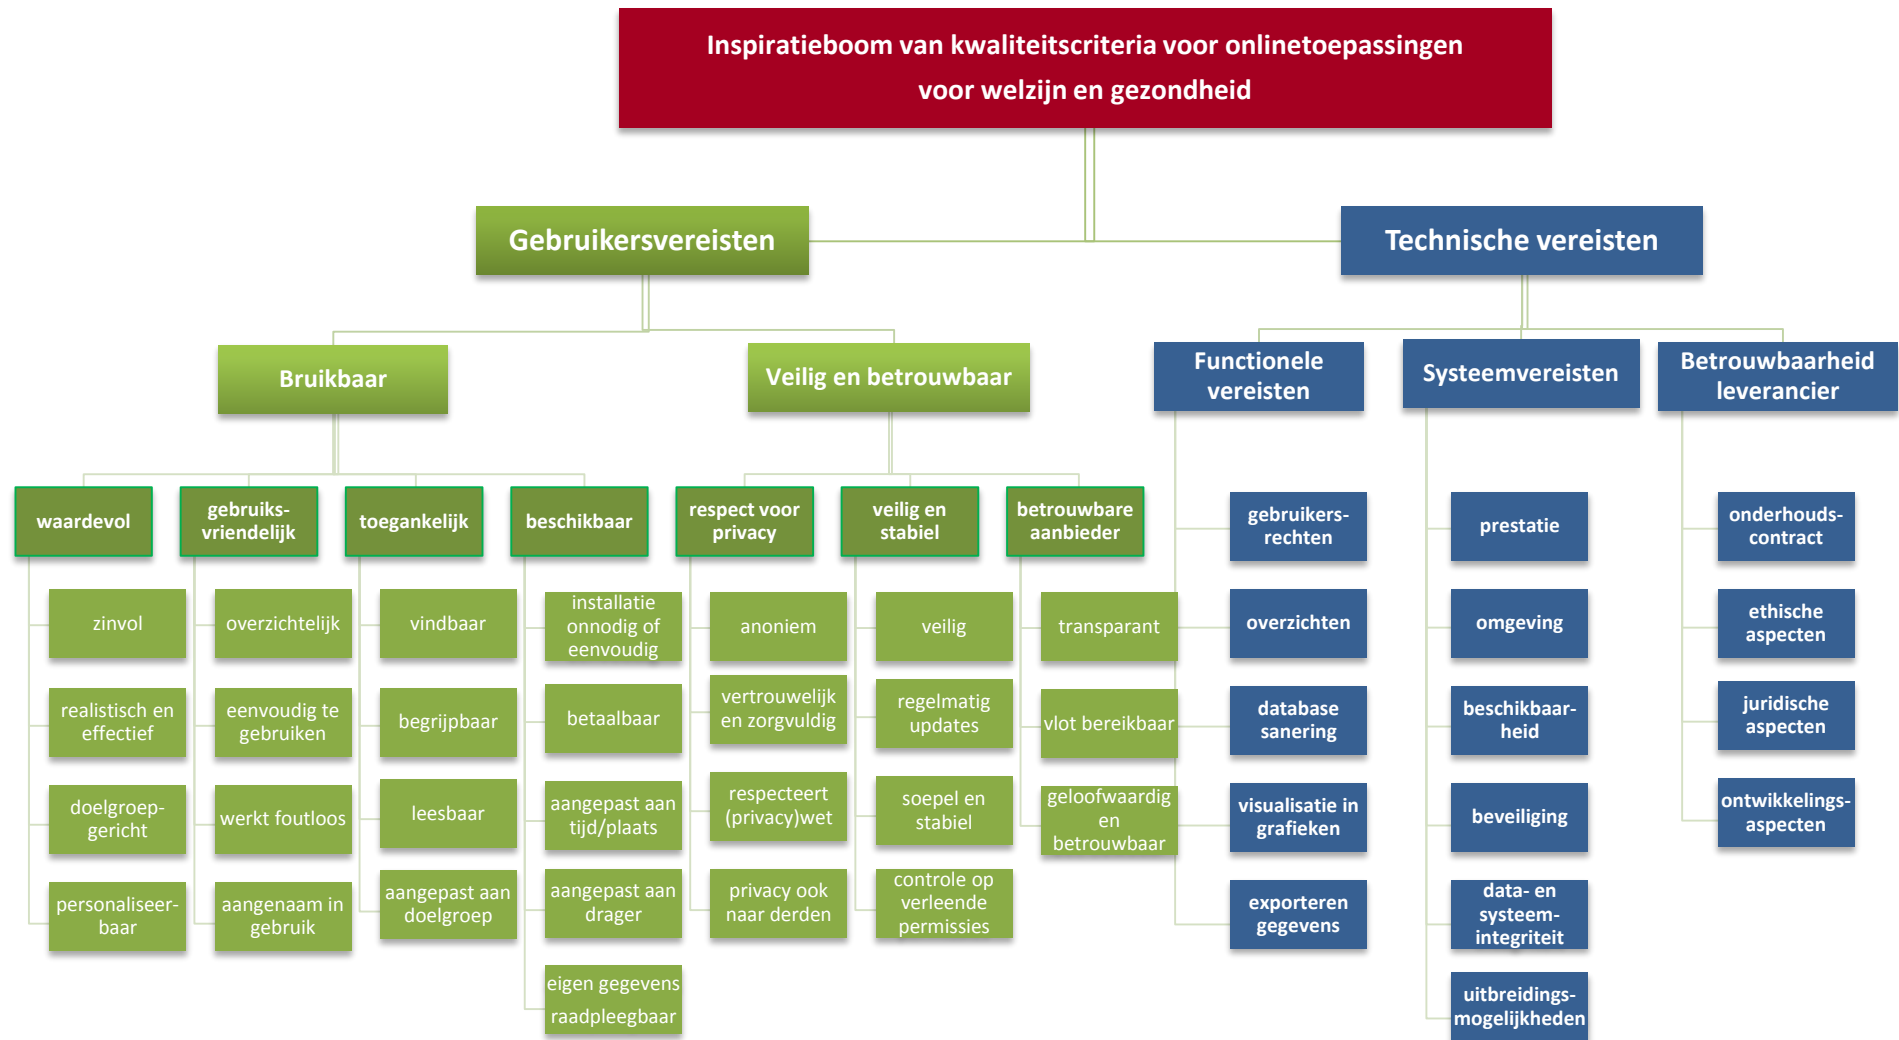 Inspiratieboom van kwaliteitscriteria voor onlinetoepassingen
voor welzijn en gezondheid
Gebruikersvereisten
Technische vereisten
Bruikbaar
Veilig en betrouwbaar
Functionele
vereisten
Systeemvereisten
Betrouwbaarheid
leverancier
waardevol
zinvol
realistisch en
effectief
doelgroep-
gericht
personaliseer-
baar
gebruiks-
vriendelijk
overzichtelijk
eenvoudig te
gebruiken
werkt foutloos
aangenaam in
gebruik
toegankelijk
vindbaar
begrijpbaar
leesbaar
aangepast aan
doelgroep
beschikbaar
installatie
onnodig of
eenvoudig
betaalbaar
aangepast aan
tijd/plaats
aangepast aan
drager
eigen gegevens
raadpleegbaar
respect voor
privacy
anoniem
vertrouwelijk
en zorgvuldig
respecteert
(privacy)wet
privacy ook
naar derden
veilig en
stabiel
veilig
regelmatig
updates
soepel en
stabiel
controle op
verleende
permissies
betrouwbare
aanbieder
transparant
vlot bereikbaar
geloofwaardig
en
betrouwbaar
gebruikers-
rechten
overzichten
database
sanering
visualisatie in
grafieken
exporteren
gegevens
prestatie
omgeving
beschikbaar-
heid
beveiliging
data- en
systeem-
integriteit
uitbreidings-
mogelijkheden
onderhouds-
contract
ethische
aspecten
juridische
aspecten
ontwikkelings-
aspecten